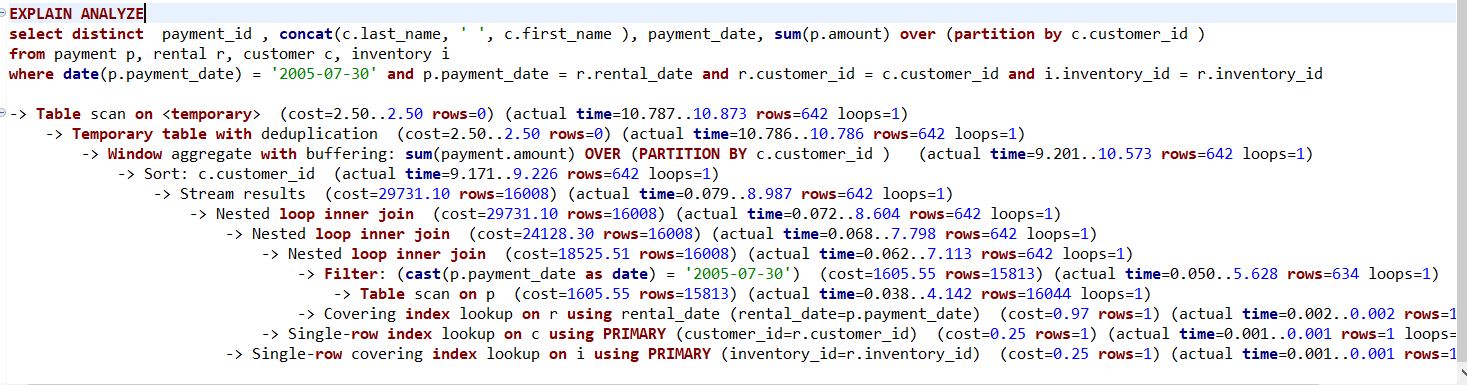 EXPLAIN ANALYZE
select distinct  payment_id , concat(c.last_name, ' ', c.first_name ), payment_date, sum(p.amount) over (partition by c.customer_id )
from payment p, rental r, customer c, inventory i
where date(p.payment_date) = '2005-07-30' and p.payment_date = r.rental_date and r.customer_id = c.customer_id and i.inventory_id = r.inventory_id
-> Table scan on <temporary>  (cost=2.50..2.50 rows=0) (actual time=10.787..10.873 rows=642 loops=1)
-> Temporary table with deduplication  (cost=2.50..2.50 rows=0) (actual time=10.786..10.786 rows=642 loops=1)
-> Window aggregate with buffering: sum(payment.amount) OVER (PARTITION BY c.customer_id )   (actual time=9.201..10.573 rows=642 loops=1)
-> Sort: c.customer_id  (actual time=9.171..9.226 rows=642 loops=1)
-> Stream results  (cost=29731.10 rows=16008) (actual time=0.079..8.987 rows=642 loops=1)
-> Nested loop inner join  (cost=29731.10 rows=16008) (actual time=0.072..8.604 rows=642 loops=1)
-> Nested loop inner join  (cost=24128.30 rows=16008) (actual time=0.068..7.798 rows=642 loops=1)
-> Nested loop inner join  (cost=18525.51 rows=16008) (actual time=0.062..7.113 rows=642 loops=1)
-> Filter: (cast(p.payment_date as date) = '2005-07-30')  (cost=1605.55 rows=15813) (actual time=0.050..5.628 rows=634 loops=1)
-> Table scan on p  (cost=1605.55 rows=15813) (actual time=0.038..4.142 rows=16044 loops=1)
-> Covering index lookup on r using rental_date (rental_date=p.payment_date)  (cost=0.97 rows=1) (actual time=0.002..0.002 rows=1
-> Single-row index lookup on c using PRIMARY (customer_id=r.customer_id)  (cost=0.25 rows=1) (actual time=0.001..0.001 rows=1 loops=
-> Single-row covering index lookup on i using PRIMARY (inventory_id=r.inventory_id)  (cost=0.25 rows=1) (actual time=0.001..0.001 rows=1